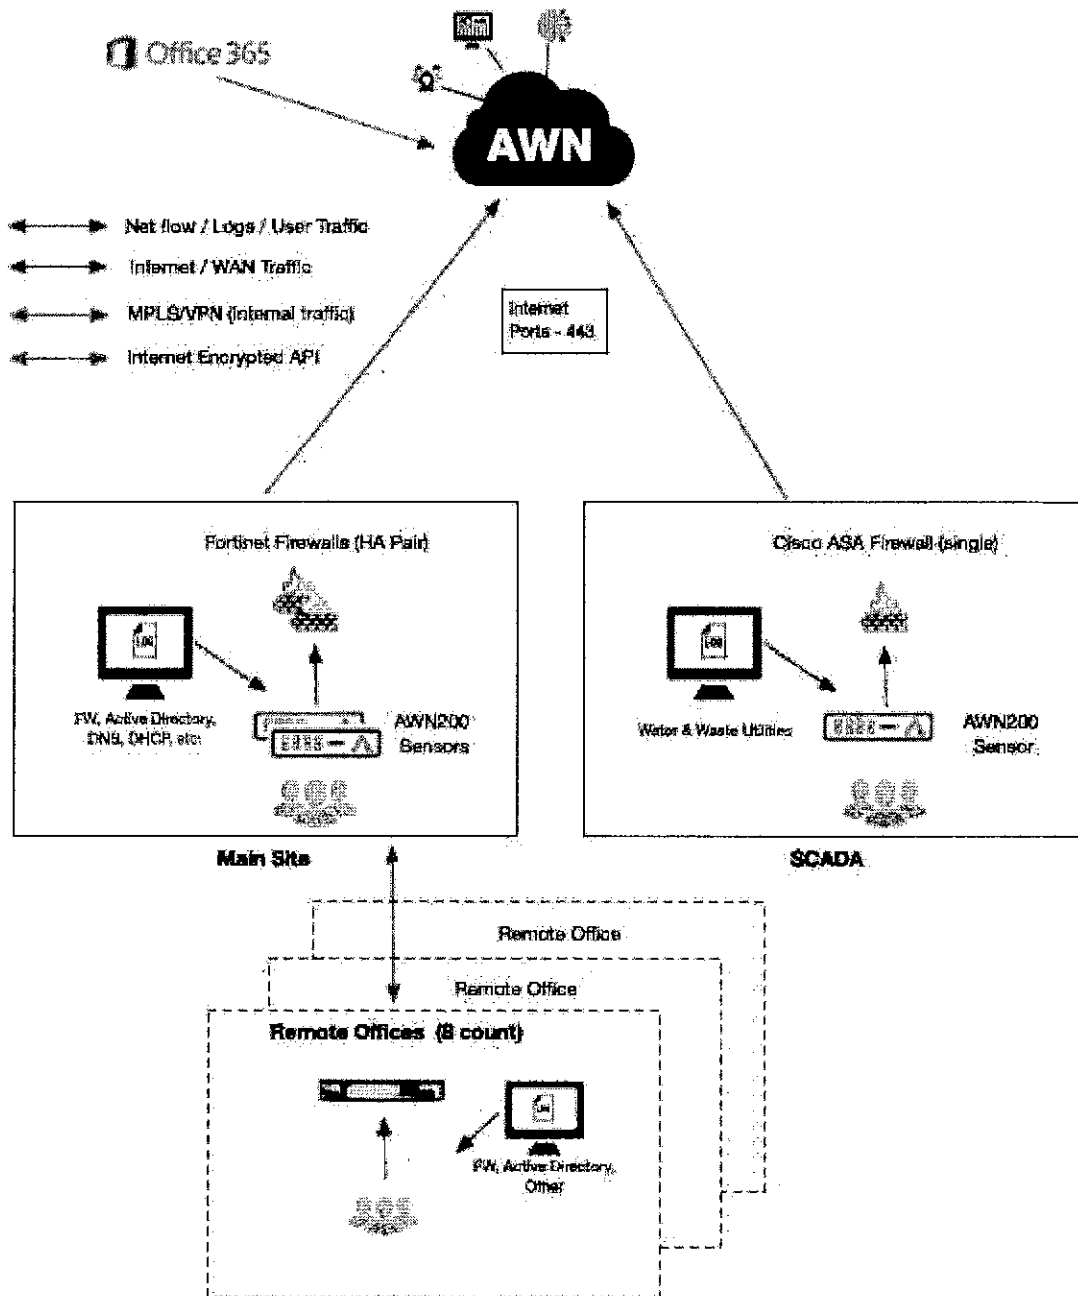 Office 365
AWN
Net flow / Logs / User Traffic
Internet / WAN Traffic
MPLS/VPN (Internal traffic)
Internet Encrypted API
Internet
Ports - 443
Fortinet Firewalls (HA Pair)
LOG
FW, Active Directory,
DNS, DHCP, etc
AWN200
Sensors
Main Site
Cisco ASA Firewall (single)
LOG
Water & Waste Utilities
AWN200
Sensor
SCADA
Remote Office
Remote Office
Remote Offices (8 count)
LOG
FW, Active Directory,
Other